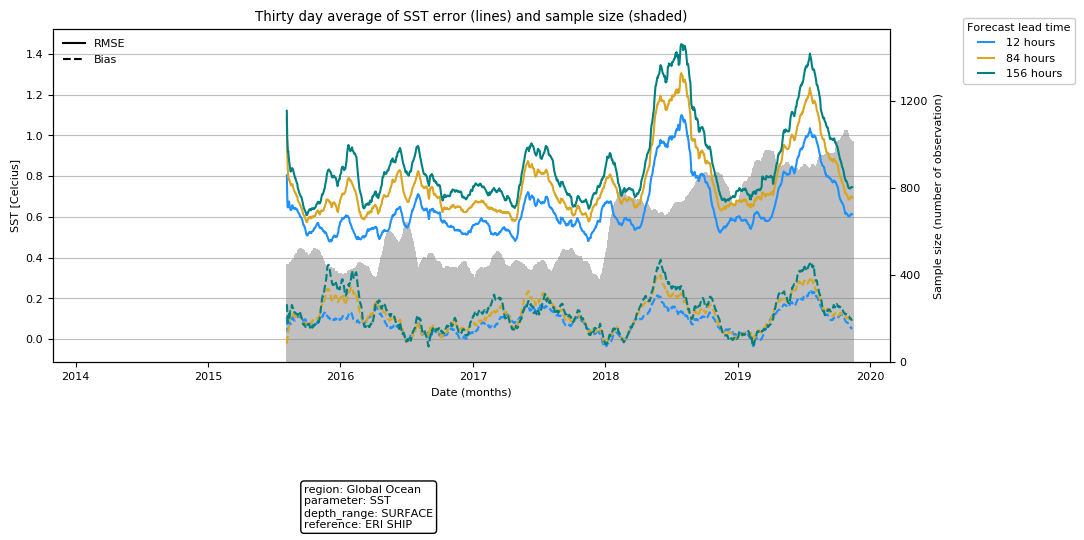 Thirty day average of SST error (lines) and sample size (shaded)
RMSE
Bias
Forecast lead time
12 hours
84 hours
156 hours
SST [Celcius]
1.4
1.2
1.0
0.8
0.6
0.4
0.2
0.0
1200
800
400
0
Sample size (number of observation)
2014 2015 2016 2017 2018 2019 2020
Date (months)
region: Global Ocean
parameter: SST
depth_range: SURFACE
reference: ERI SHIP